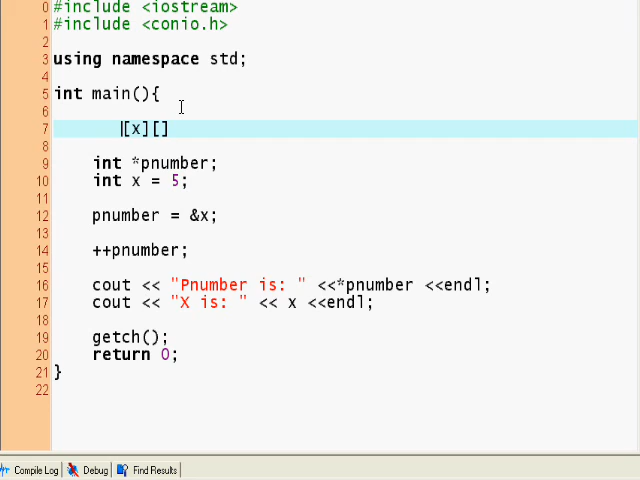 0 #include <iostream>
1 #include <conio.h>
2
3 using namespace std;
4
5 int main(){
6
7 [x][]
8
9 int *pnumber;
10 int x = 5;
11
12 pnumber = &x;
13
14 ++pnumber;
15
16 cout << "Pnumber is: " <<*pnumber <<endl;
17 cout << "X is: " << x <<endl;
18
19 getch();
20 return 0;
21 }
22
Compile Log Debug Find Results